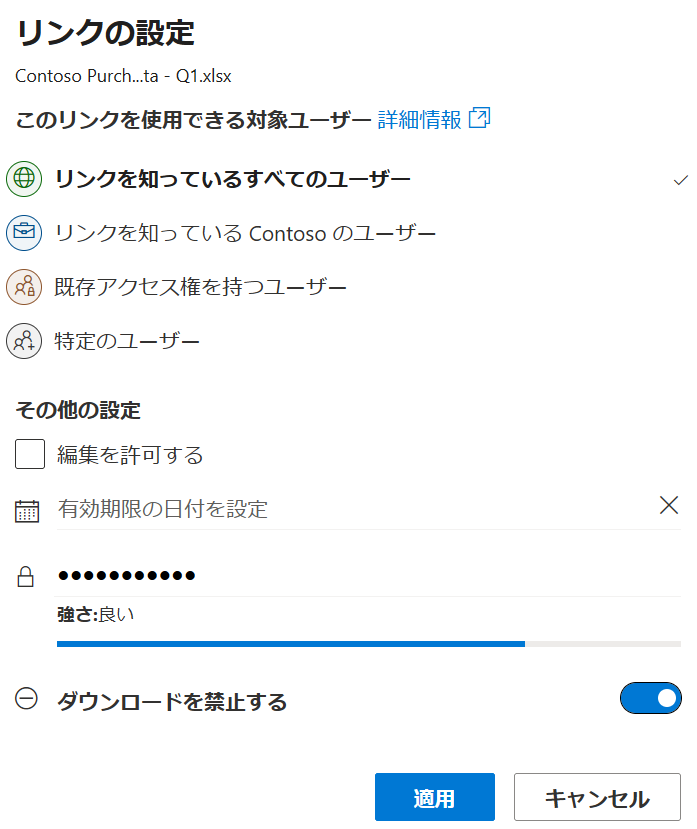 リンクの設定
Contoso Purch...ta - Q1.xlsx
このリンクを使用できる対象ユーザー 詳細情報
リンクを知っているすべてのユーザー
リンクを知っている Contoso のユーザー
既存アクセス権を持つユーザー
特定のユーザー
その他の設定
編集を許可する
有効期限の日付を設定
•••••••••••
強さ:良い
ダウンロードを禁止する
適用 キャンセル